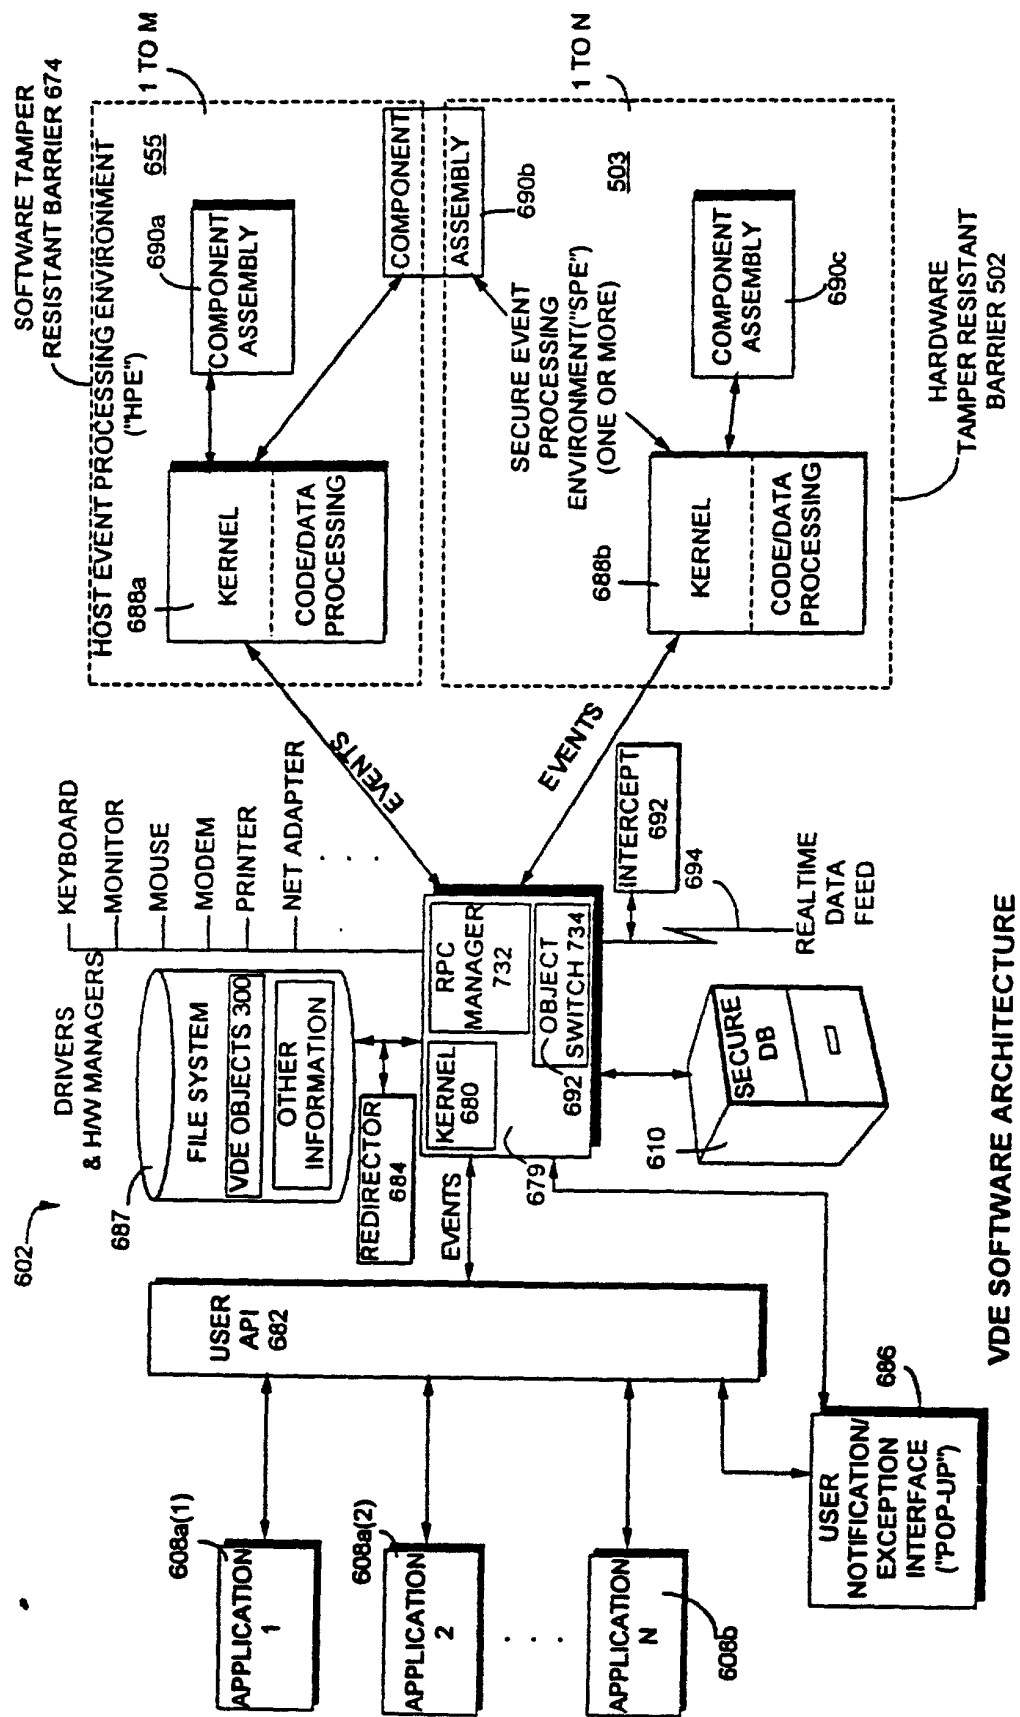 602
DRIVERS
& H/W MANAGERS
KEYBOARD
MONITOR
MOUSE
MODEM
PRINTER
NET ADAPTER
. . .
SOFTWARE TAMPER
RESISTANT BARRIER 674
HOST EVENT PROCESSING ENVIRONMENT
("HPE")
655
1 TO M
688a
KERNEL
CODE/DATA
PROCESSING
690a
COMPONENT
ASSEMBLY
COMPONENT
ASSEMBLY
690b
EVENTS
687
FILE SYSTEM
VDE OBJECTS 300
OTHER
INFORMATION
REDIRECTOR
684
608a(1)
APPLICATION
1
608a(2)
APPLICATION
2
. . .
APPLICATION
N
608b
USER
API
682
EVENTS
KERNEL
680
RPC
MANAGER
732
OBJECT
SWITCH 734
692
679
EVENTS
INTERCEPT
692
694
REALTIME
DATA
FEED
SECURE
DB
610
SECURE EVENT
PROCESSING
ENVIRONMENT("SPE")
(ONE OR MORE)
503
1 TO N
688b
KERNEL
CODE/DATA
PROCESSING
COMPONENT
ASSEMBLY
690c
HARDWARE
TAMPER RESISTANT
BARRIER 502
USER
NOTIFICATION/
EXCEPTION
INTERFACE
("POP-UP")
686
VDE SOFTWARE ARCHITECTURE